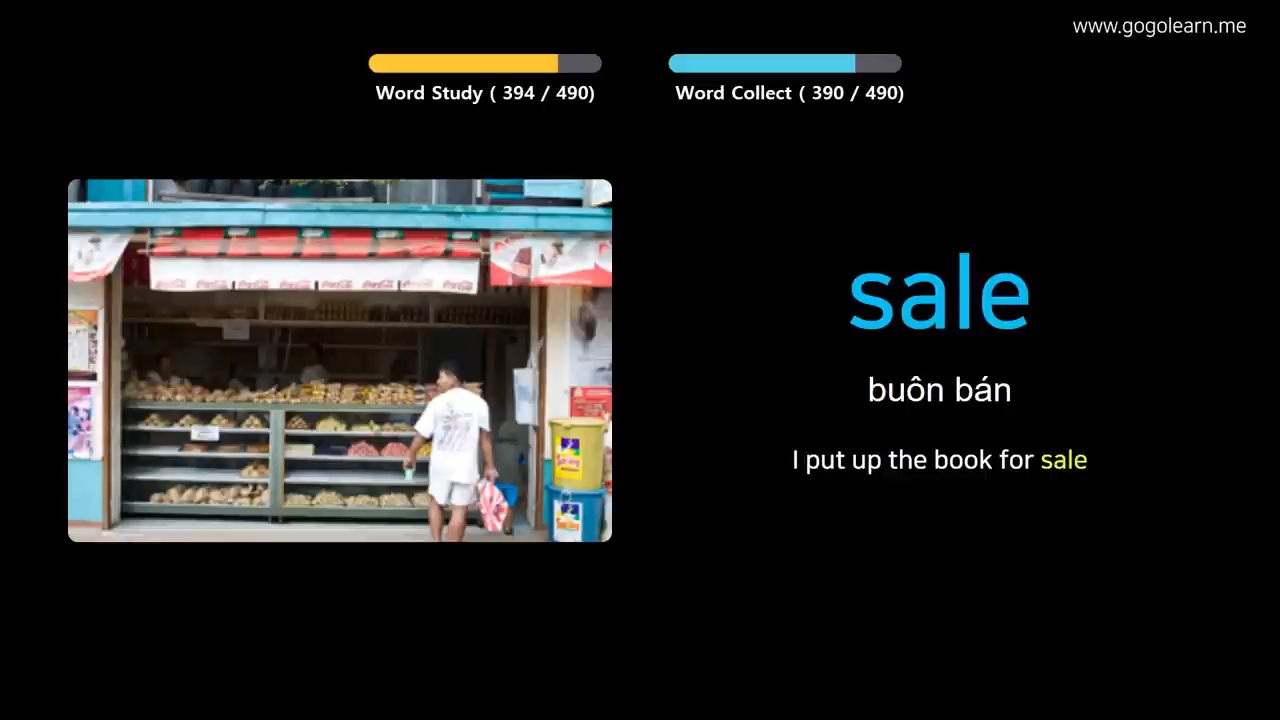 www.gogolearn.me
Word Study ( 394 / 490)
Word Collect ( 390 / 490)
sale
buôn bán
I put up the book for sale